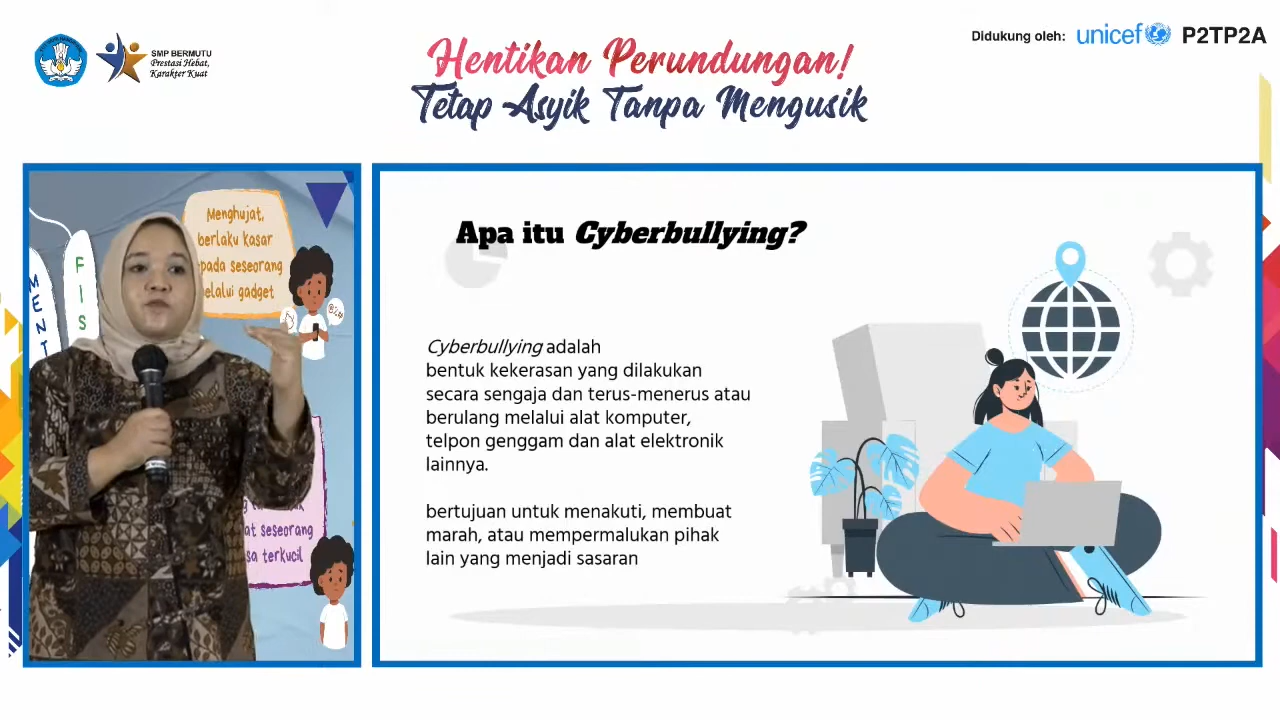 SMP BERMUTU
Prestasi Hebat,
Karakter Kuat
Hentikan Perundungan!
Tetap Asyik Tanpa Mengusik
Didukung oleh:
unicef
P2TP2A
Menghujat,
berlaku kasar
seseorang
gadget
F
I
S
M
E
N
T
at seseorang
terkucil
Apa itu Cyberbullying?
Cyberbullying adalah
bentuk kekerasan yang dilakukan
secara sengaja dan terus-menerus atau
berulang melalui alat komputer,
telpon genggam dan alat elektronik
lainnya.
bertujuan untuk menakuti, membuat
marah, atau mempermalukan pihak
lain yang menjadi sasaran